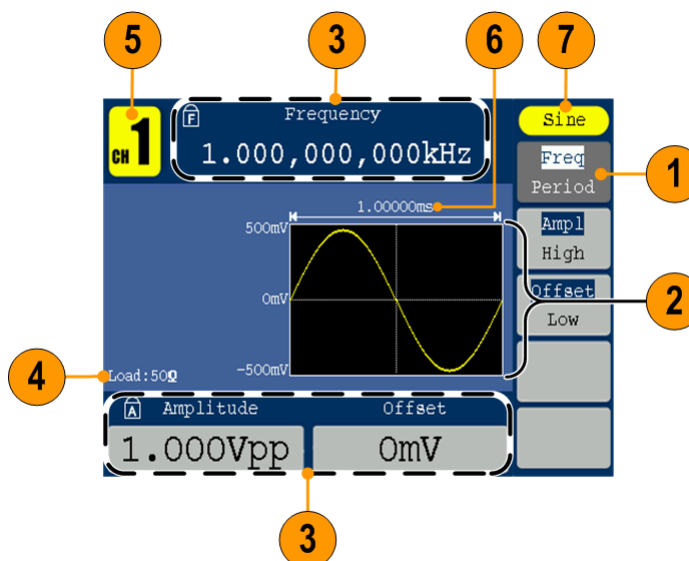 5
3
6
7
CH 1
F Frequency
1.000,000,000kHz
Sine
Freq
Period
1
1.00000ms
500mV
0mV
-500mV
Ampl
High
Offset
Low
2
4
Load:50Ω
A Amplitude
Offset
1.000Vpp
0mV
3